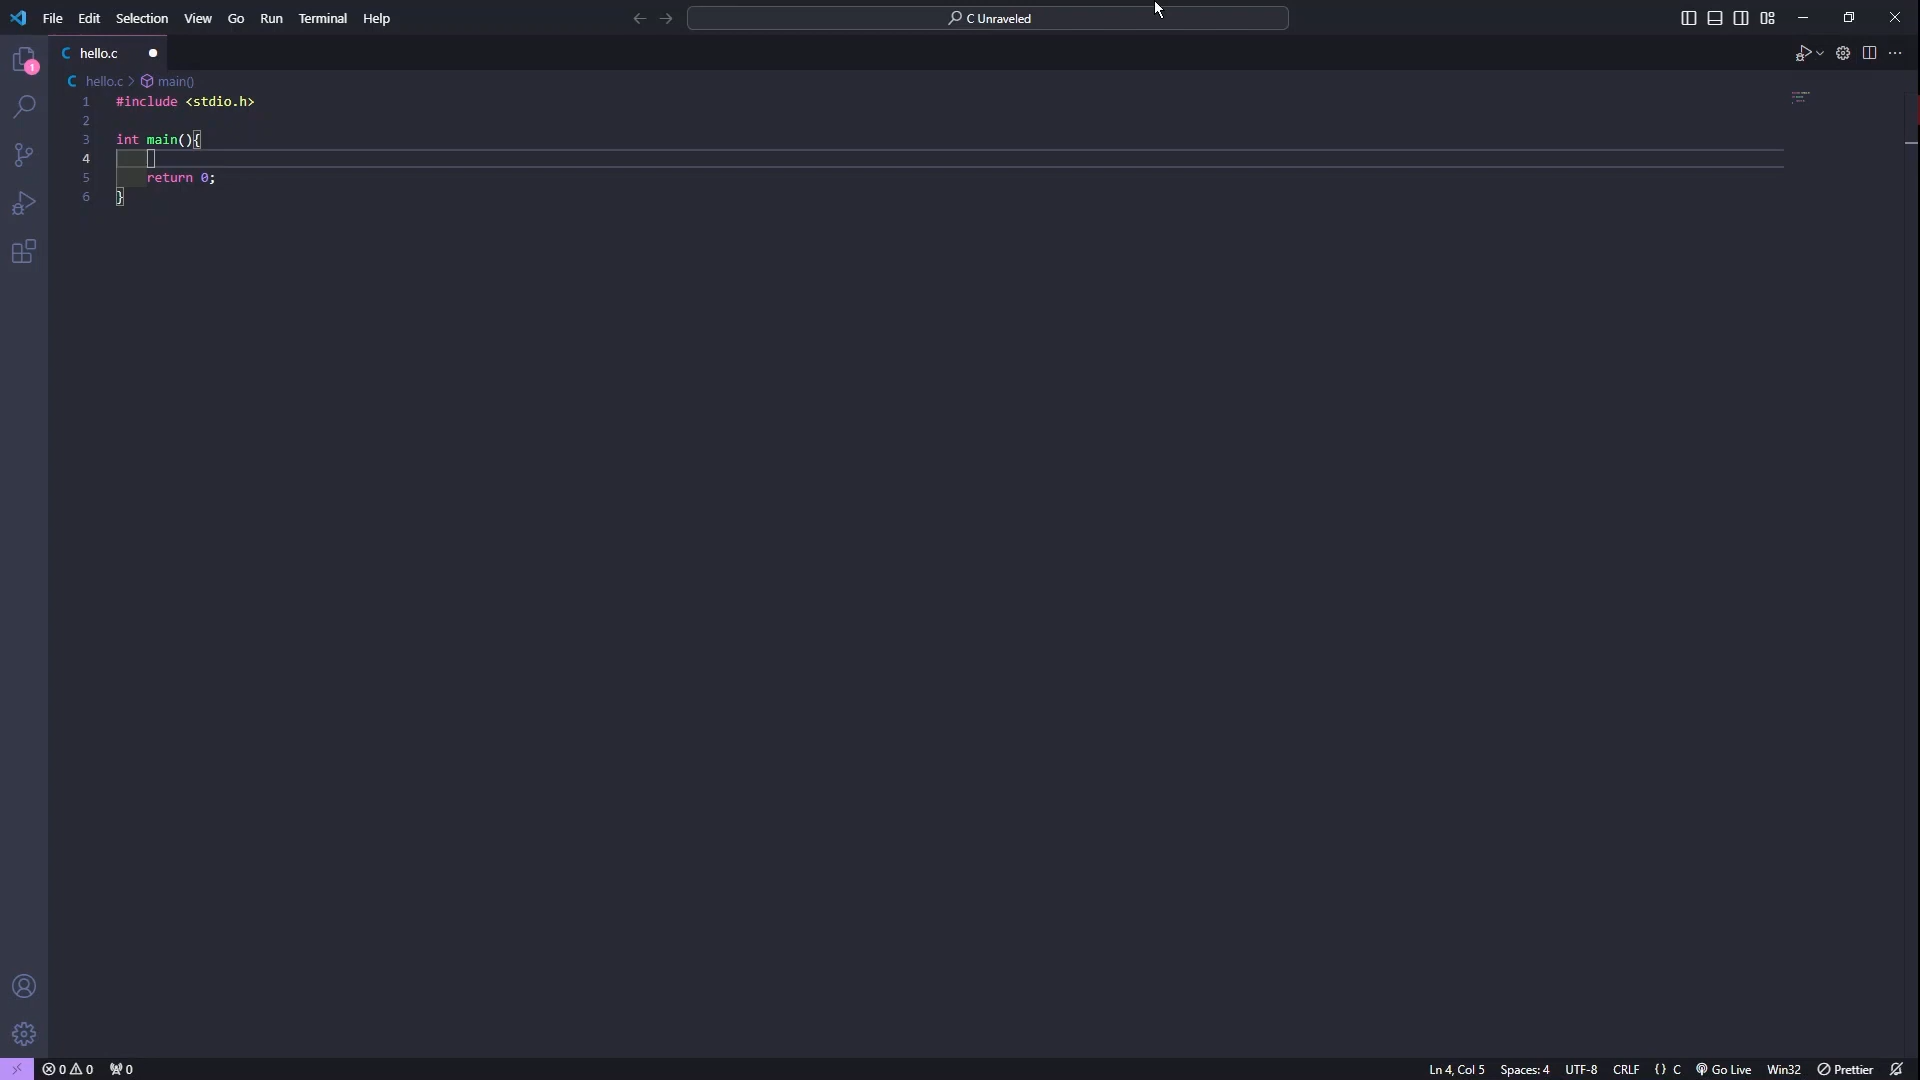 File Edit Selection View Go Run Terminal Help C Unraveled
hello.c
hello.c > main()
1 #include <stdio.h>
2
3 int main(){
4
5 return 0;
6 }
1
0 0 0 Ln 4, Col 5 Spaces: 4 UTF-8 CRLF {} C Go Live Win32 Prettier